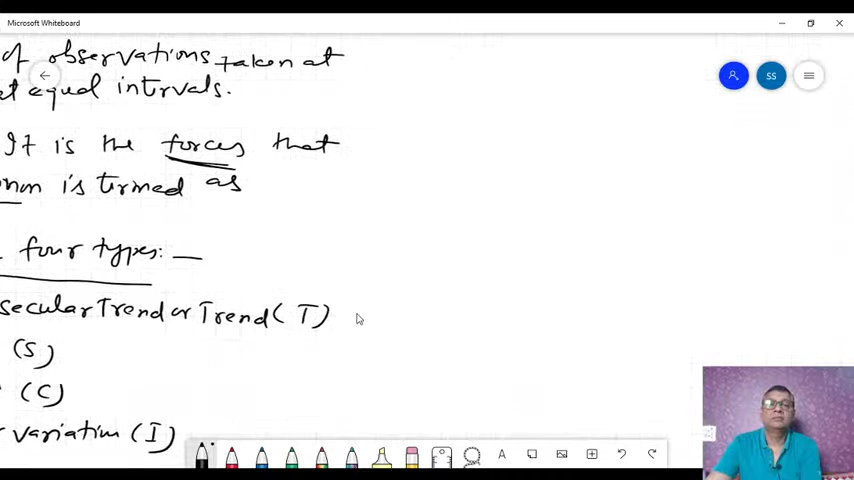 Microsoft Whiteboard
SS
of observations taken at
at equal intervals.
It is the forces that
is termed as
four types:—
secular Trend or Trend (T)
(S)
(C)
variation (I)
A